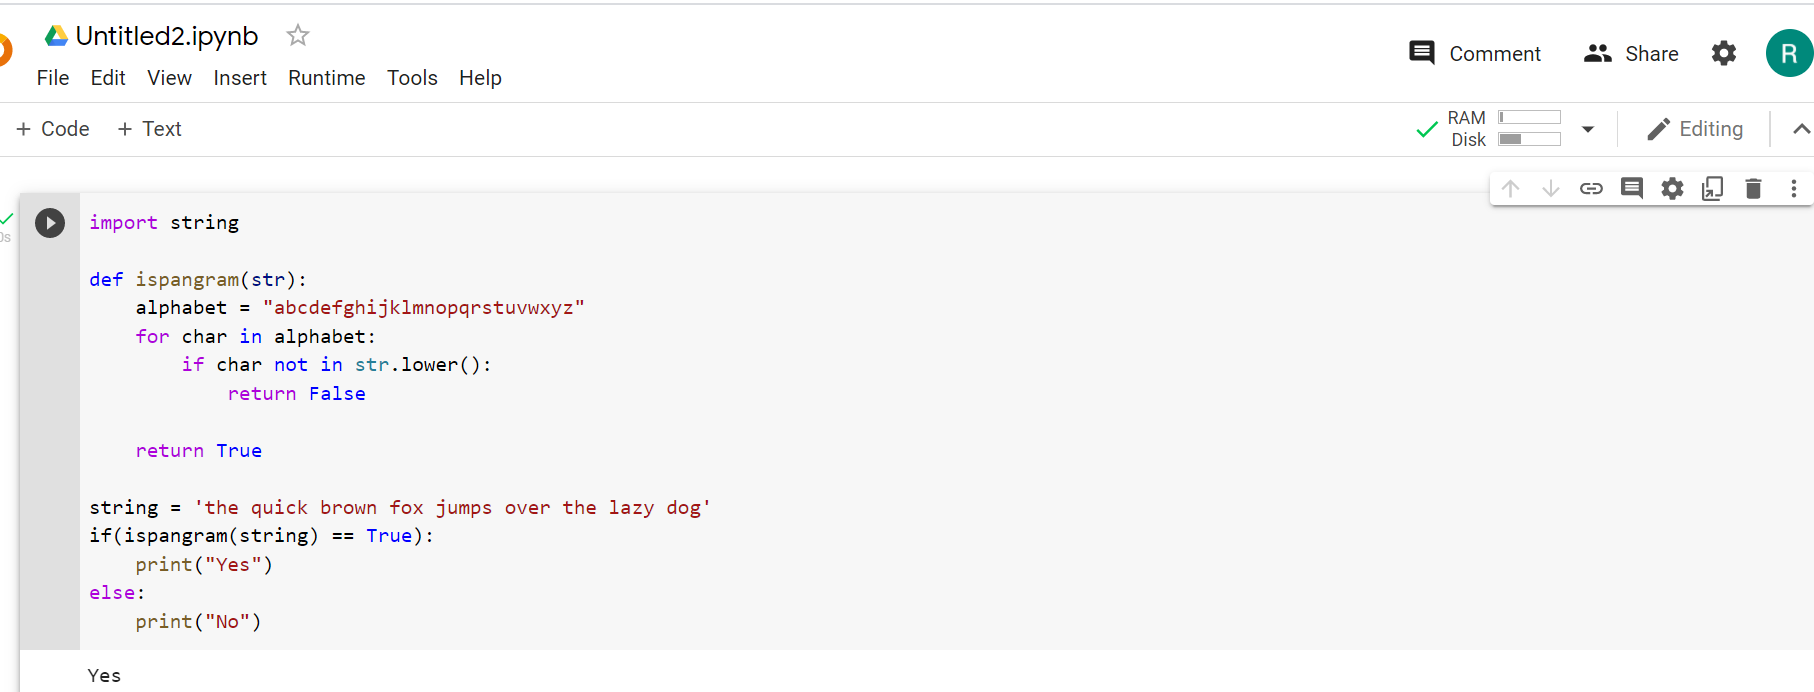 Untitled2.ipynb
File Edit View Insert Runtime Tools Help
Comment Share R
+ Code + Text
RAM
Disk
Editing
import string
def ispangram(str):
    alphabet = "abcdefghijklmnopqrstuvwxyz"
    for char in alphabet:
        if char not in str.lower():
            return False
    return True
string = 'the quick brown fox jumps over the lazy dog'
if(ispangram(string) == True):
    print("Yes")
else:
    print("No")
Yes